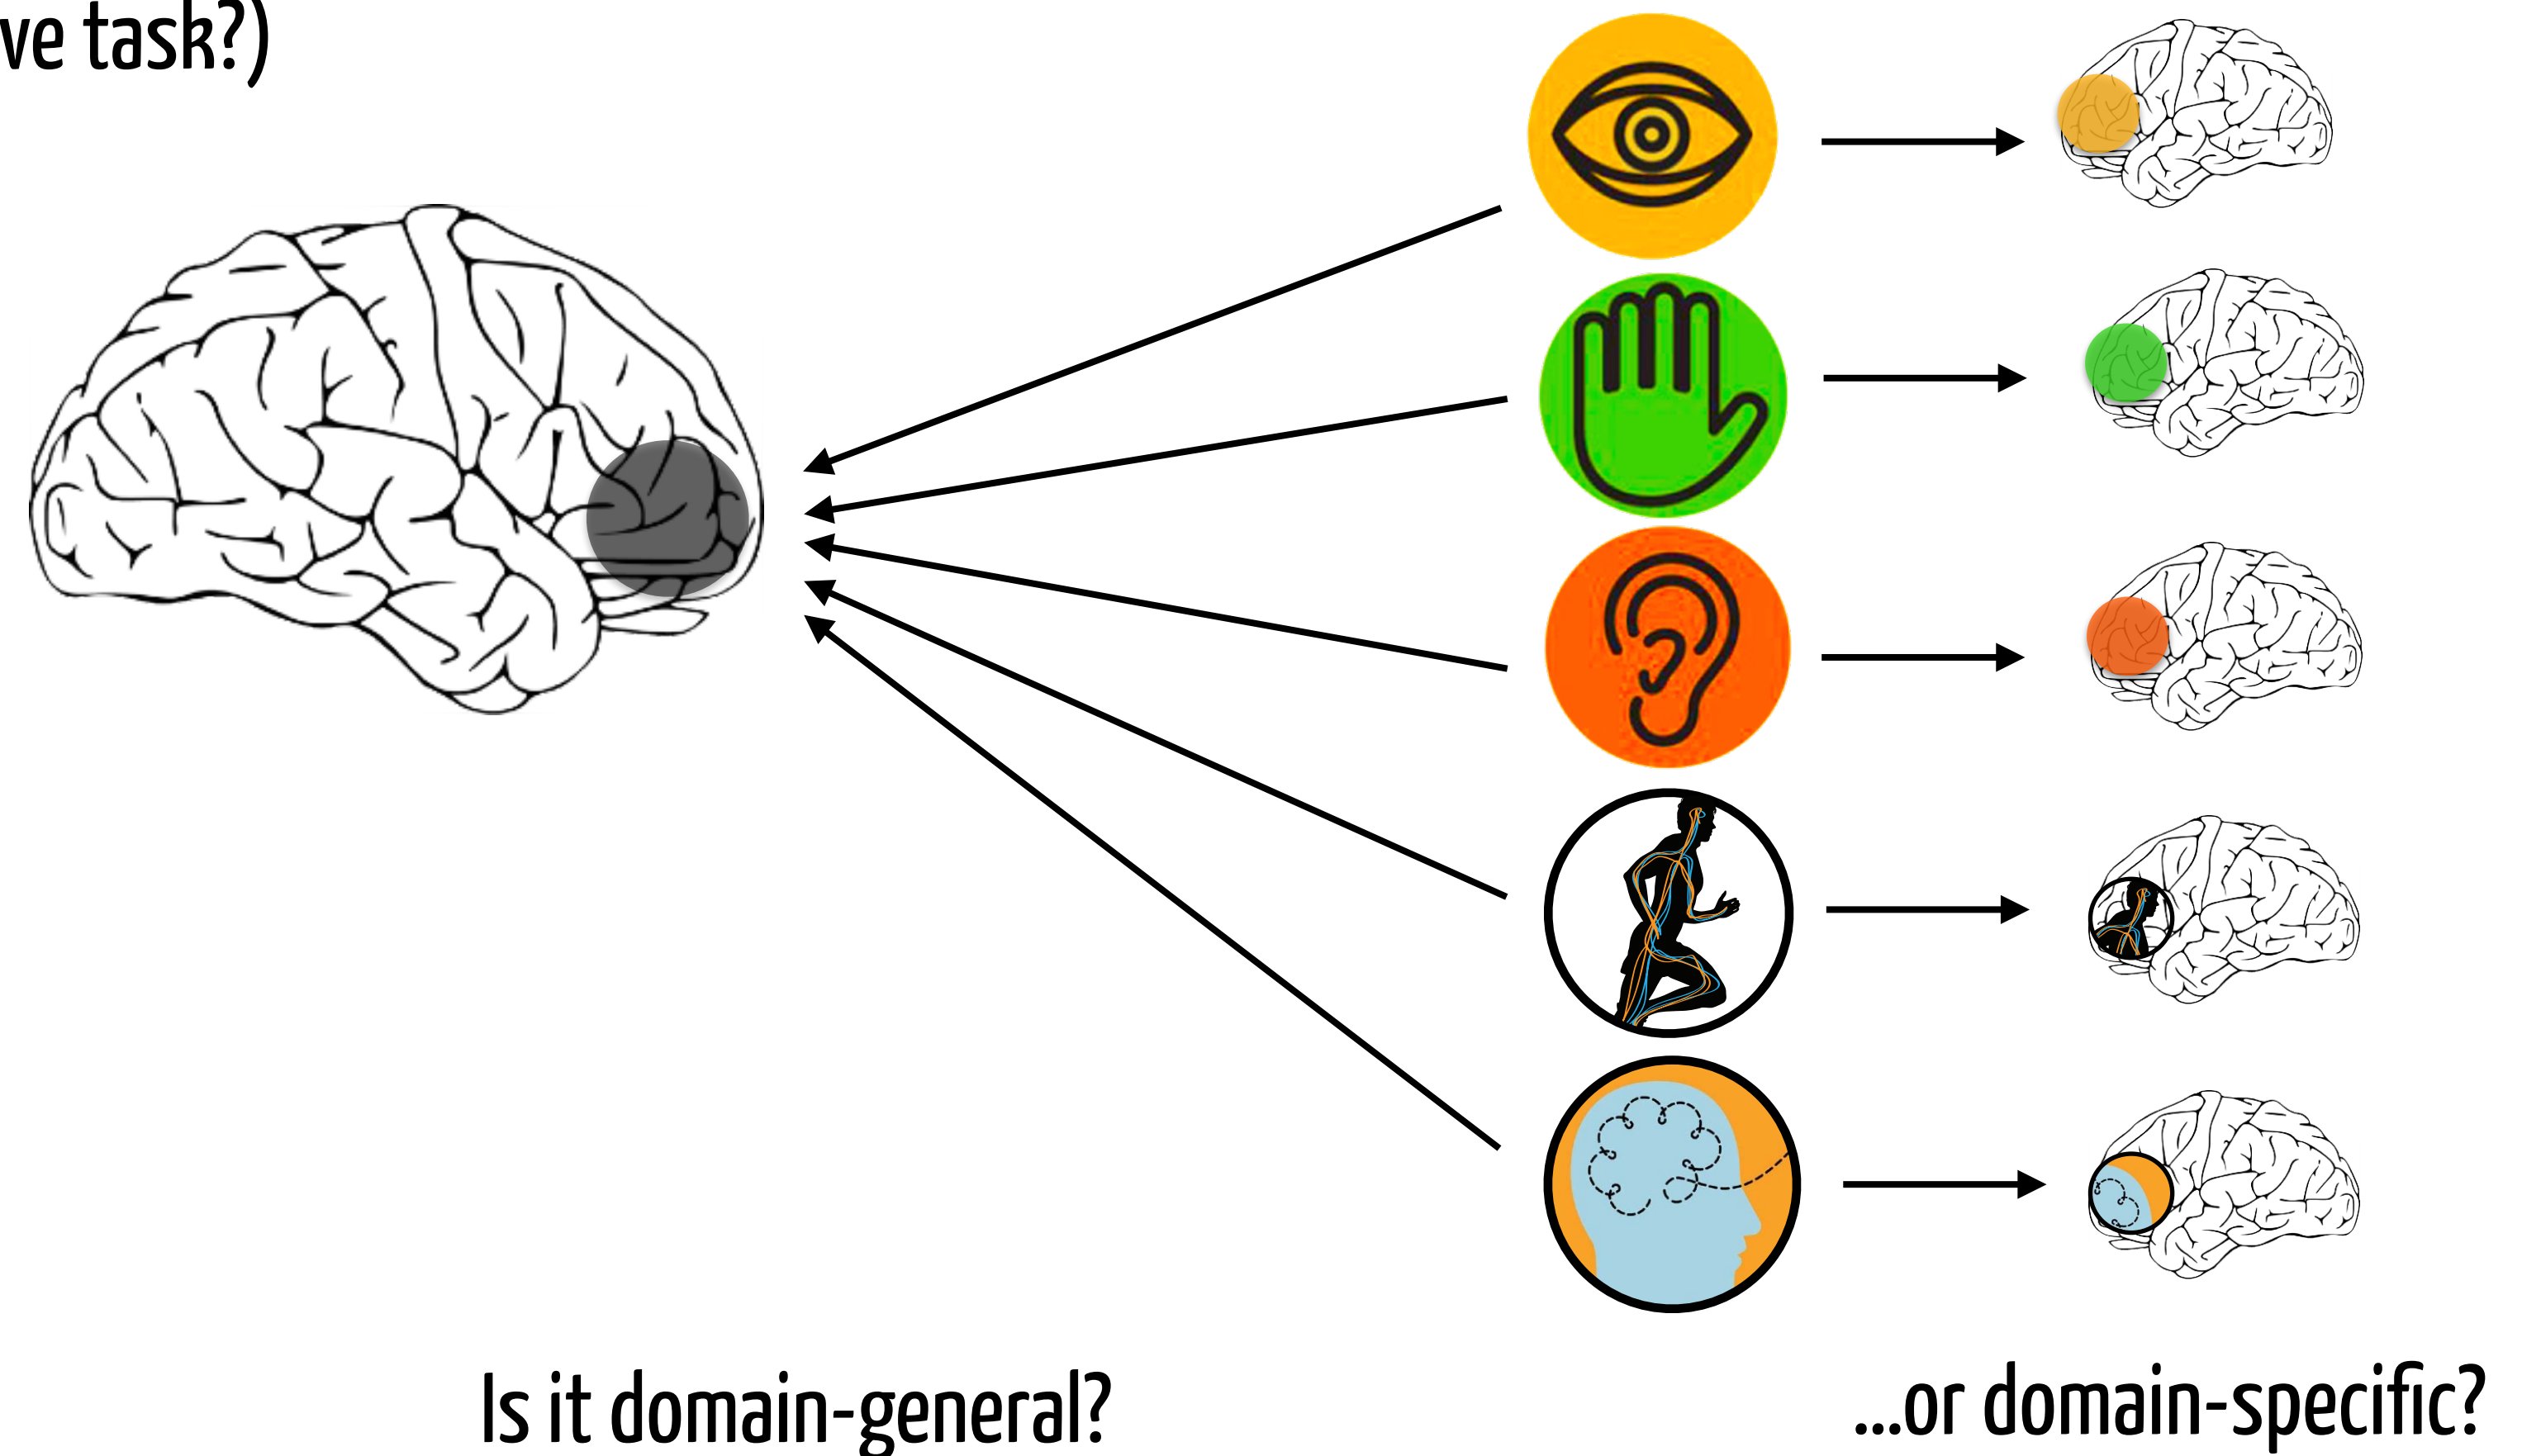 ve task?)
Is it domain-general?
...or domain-specific?